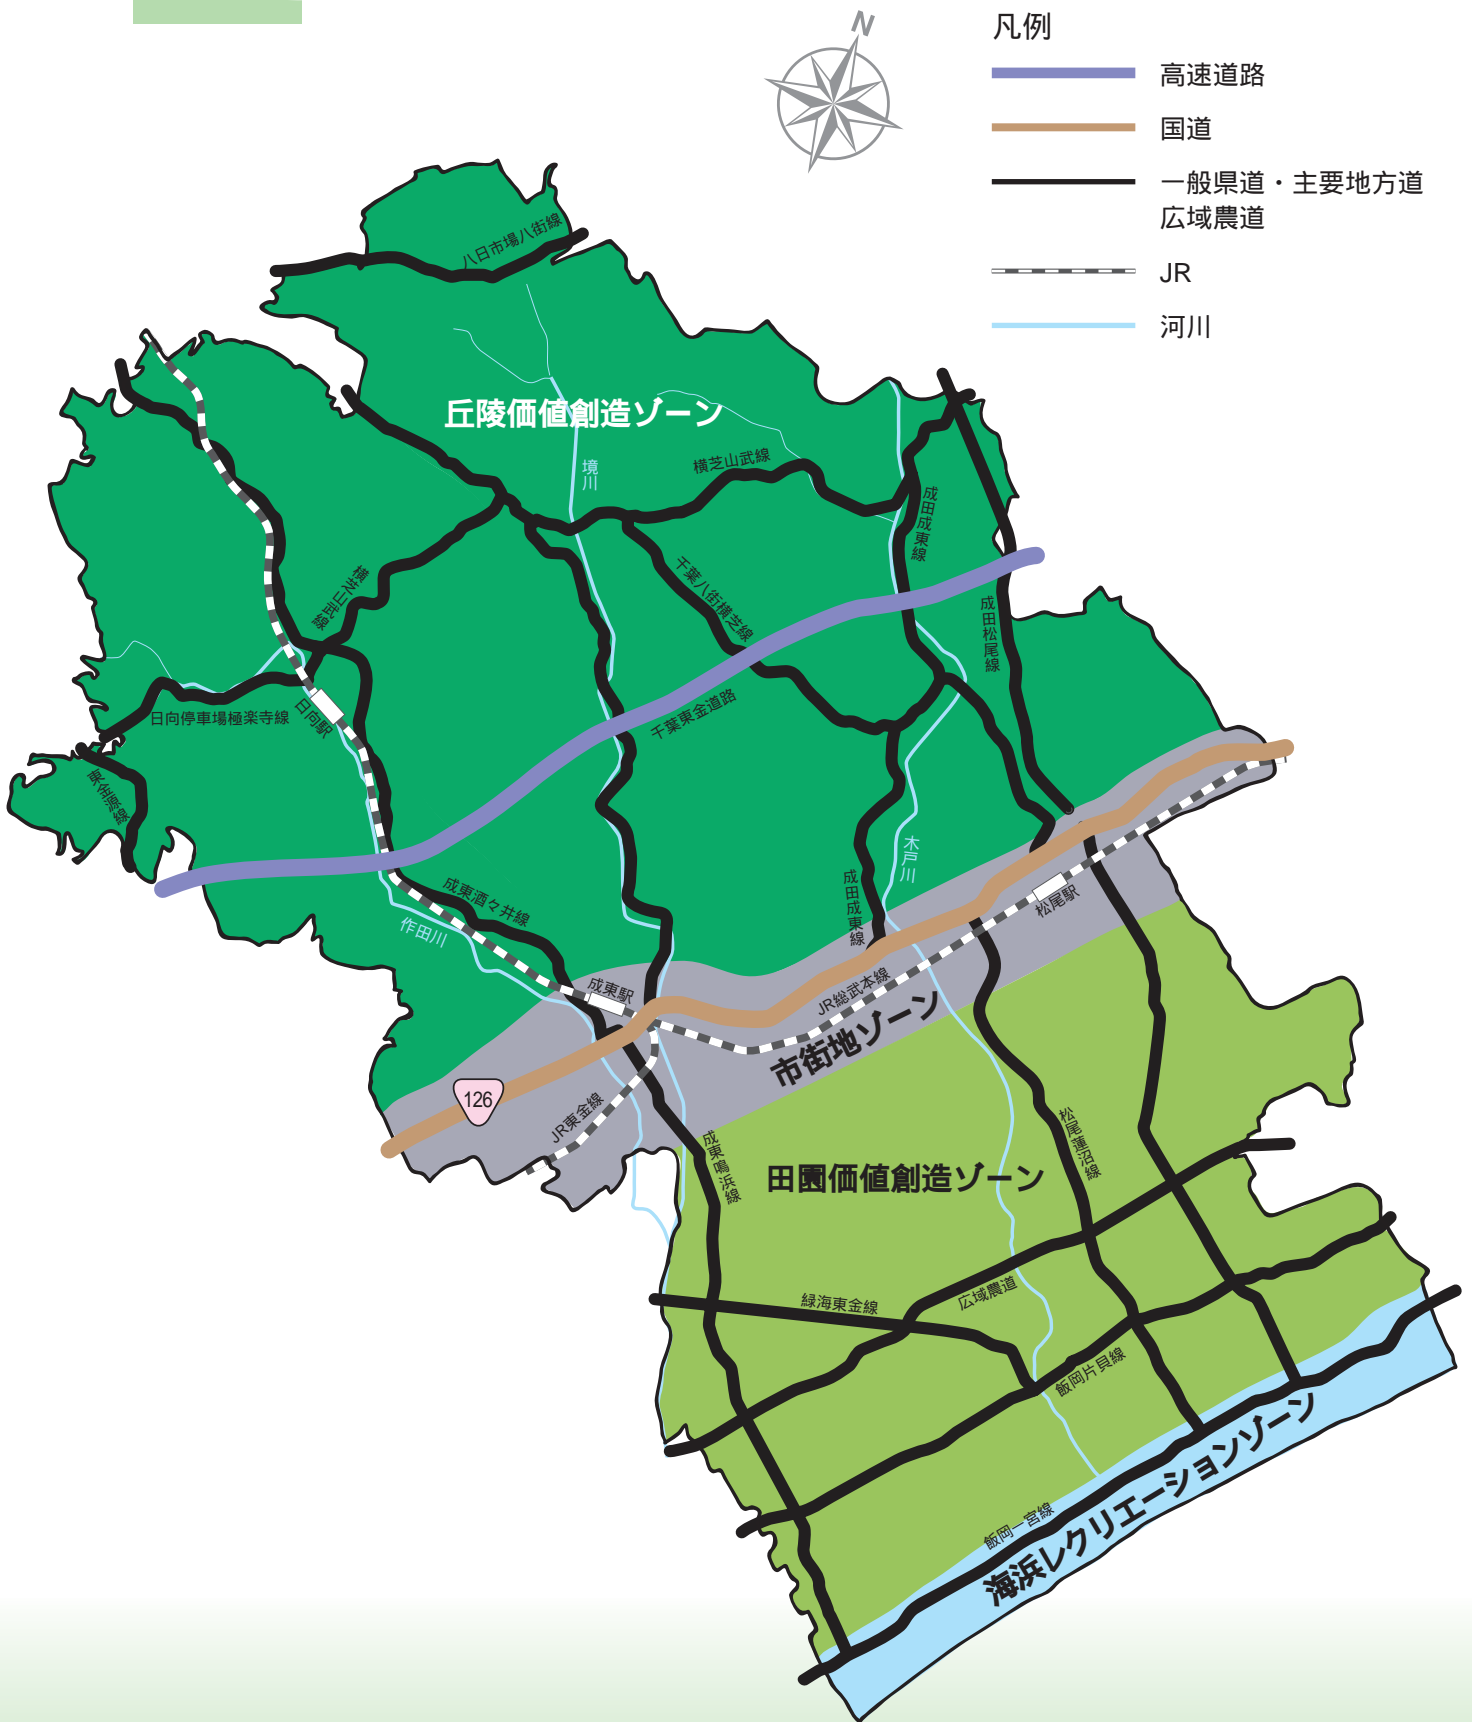 N
凡例
高速道路
国道
一般県道・主要地方道
広域農道
JR
河川
八日市場八街線
丘陵価値創造ゾーン
境川
横芝山武線
成田成東線
千葉八街横芝線
横芝山武線
成田松尾線
日向停車場極楽寺線
日向駅
千葉東金道路
東金源線
木戸川
成東酒々井線
成田成東線
作田川
松尾駅
成東駅
JR総武本線
市街地ゾーン
126
JR東金線
成東鳴浜線
松尾蓮沼線
田園価値創造ゾーン
緑海東金線
広域農道
飯岡片貝線
飯岡一宮線
海浜レクリエーションゾーン